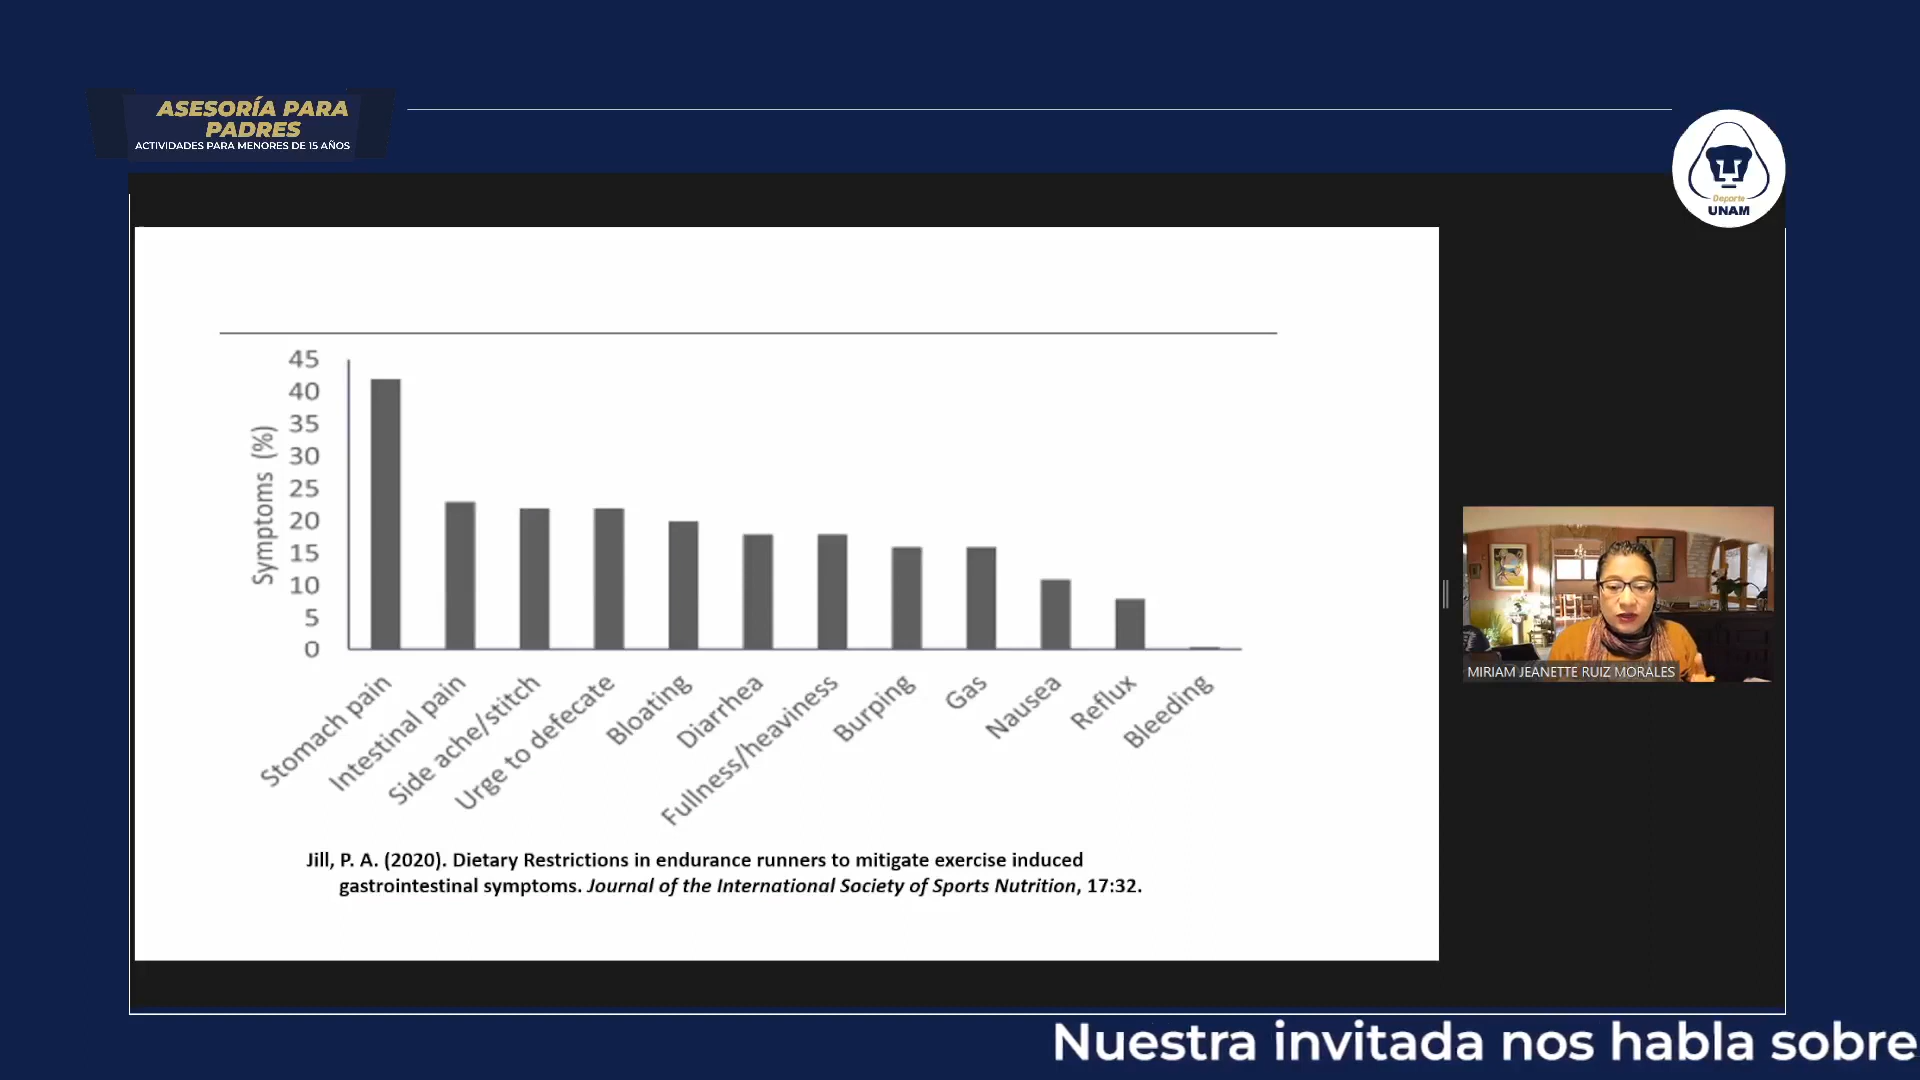 ASESORÍA PARA
PADRES
ACTIVIDADES PARA MENORES DE 15 AÑOS
Deporte
UNAM
45
40
35
30
25
20
15
10
5
0
Symptoms (%)
Stomach pain
Intestinal pain
Side ache/stitch
Urge to defecate
Bloating
Diarrhea
Fullness/heaviness
Burping
Gas
Nausea
Reflux
Bleeding
Jill, P. A. (2020). Dietary Restrictions in endurance runners to mitigate exercise induced
gastrointestinal symptoms. Journal of the International Society of Sports Nutrition, 17:32.
MIRIAM JEANETTE RUIZ MORALES
Nuestra invitada nos habla sobre